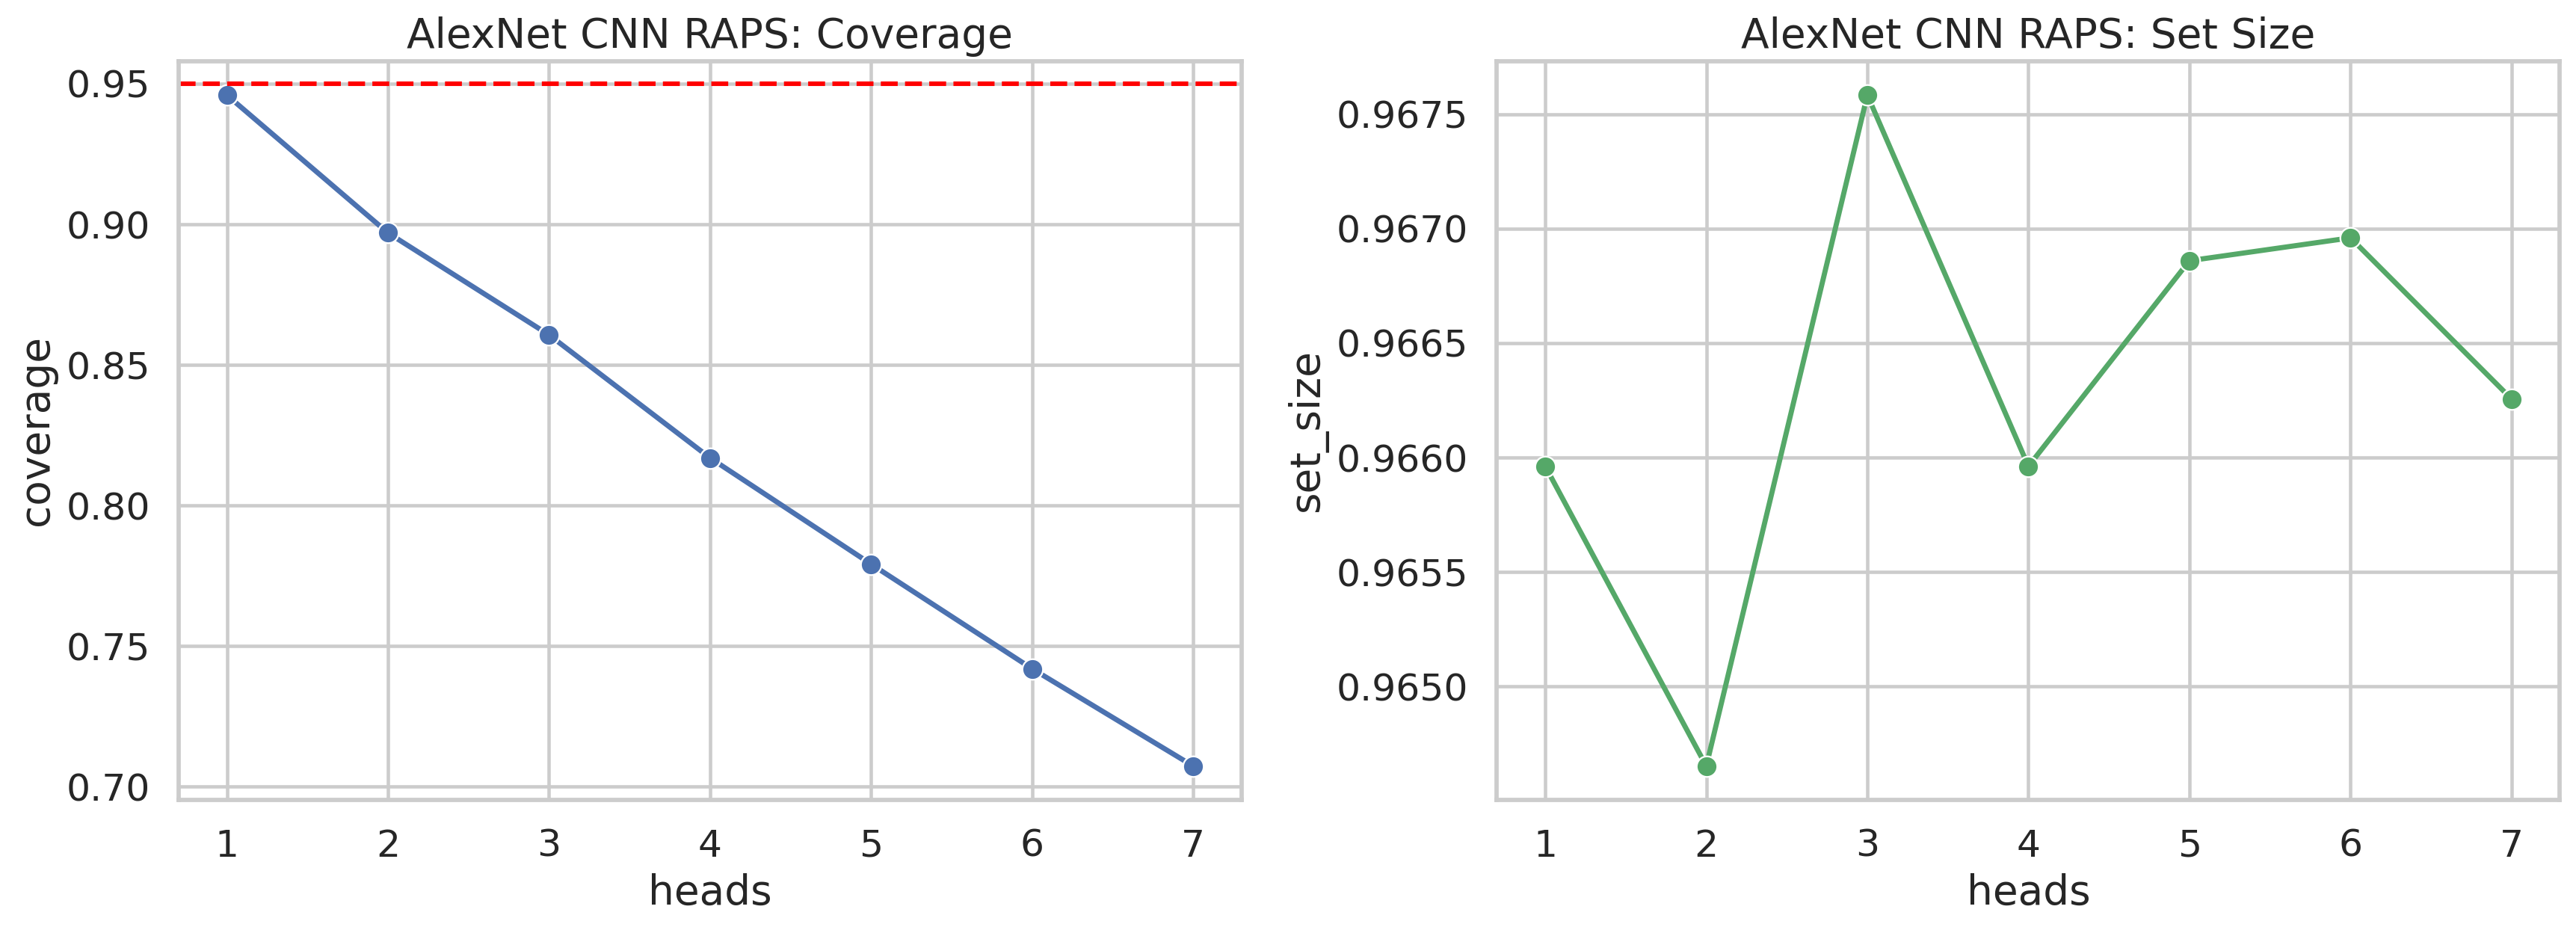 AlexNet CNN RAPS: Coverage
0.95
0.90
0.85
0.80
0.75
0.70
coverage
1 2 3 4 5 6 7
heads
AlexNet CNN RAPS: Set Size
0.9675
0.9670
0.9665
0.9660
0.9655
0.9650
set_size
1 2 3 4 5 6 7
heads